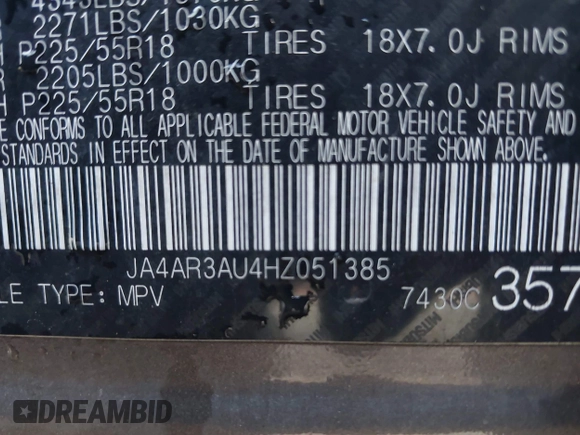 2271LBS/1030KG
P225/55R18 TIRES 18X7.0J RIMS
2205LBS/1000KG
P225/55R18 TIRES 18X7.0J RIMS
CONFORMS TO ALL APPLICABLE FEDERAL MOTOR VEHICLE SAFETY AND
STANDARDS IN EFFECT ON THE DATE OF MANUFACTURE SHOWN ABOVE.
JA4AR3AU4HZ051385
LE TYPE: MPV 7430C 357
DREAMBID